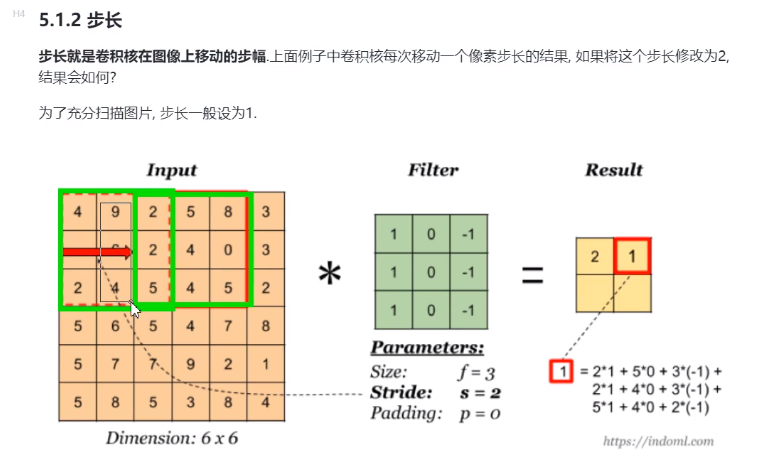 H4
5.1.2 步长
步长就是卷积核在图像上移动的步幅.上面例子中卷积核每次移动一个像素步长的结果, 如果将这个步长修改为2,
结果会如何?
为了充分扫描图片, 步长一般设为1.
Input Filter Result
4 9 2 5 8 3
2 4 0 3
2 4 5 4 5 2
5 6 5 4 7 8
5 7 7 9 2 1
5 8 5 3 8 4
Dimension: 6 x 6
*
1 0 -1
1 0 -1
1 0 -1
Parameters:
Size: f = 3
Stride: s = 2
Padding: p = 0
=
2 1
1 = 2*1 + 5*0 + 3*(-1) +
2*1 + 4*0 + 3*(-1) +
5*1 + 4*0 + 2*(-1)
https://indoml.com